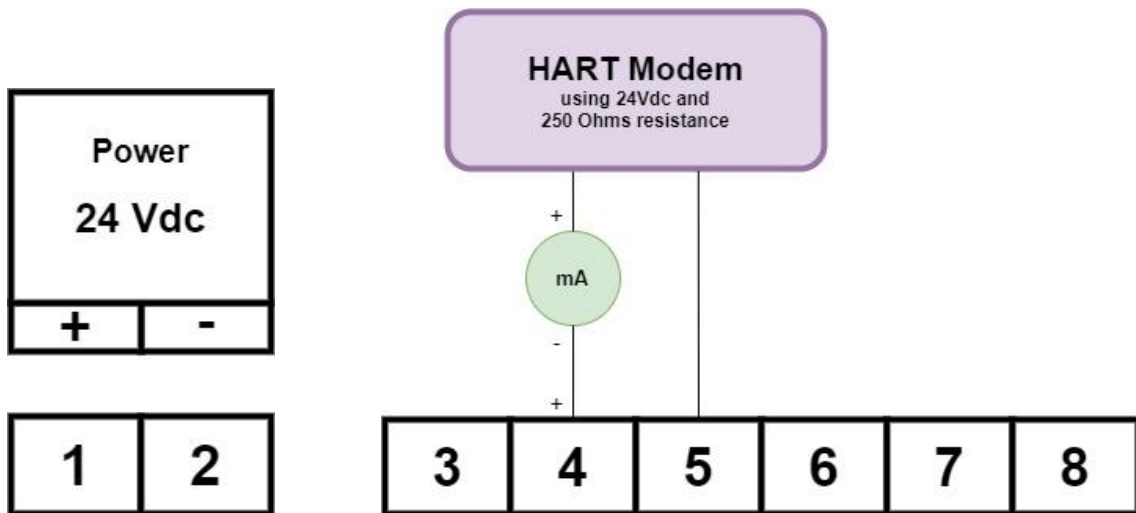 HART Modem
using 24Vdc and
250 Ohms resistance
Power
24 Vdc
+
mA
+ -
-
+
1 2 3 4 5 6 7 8